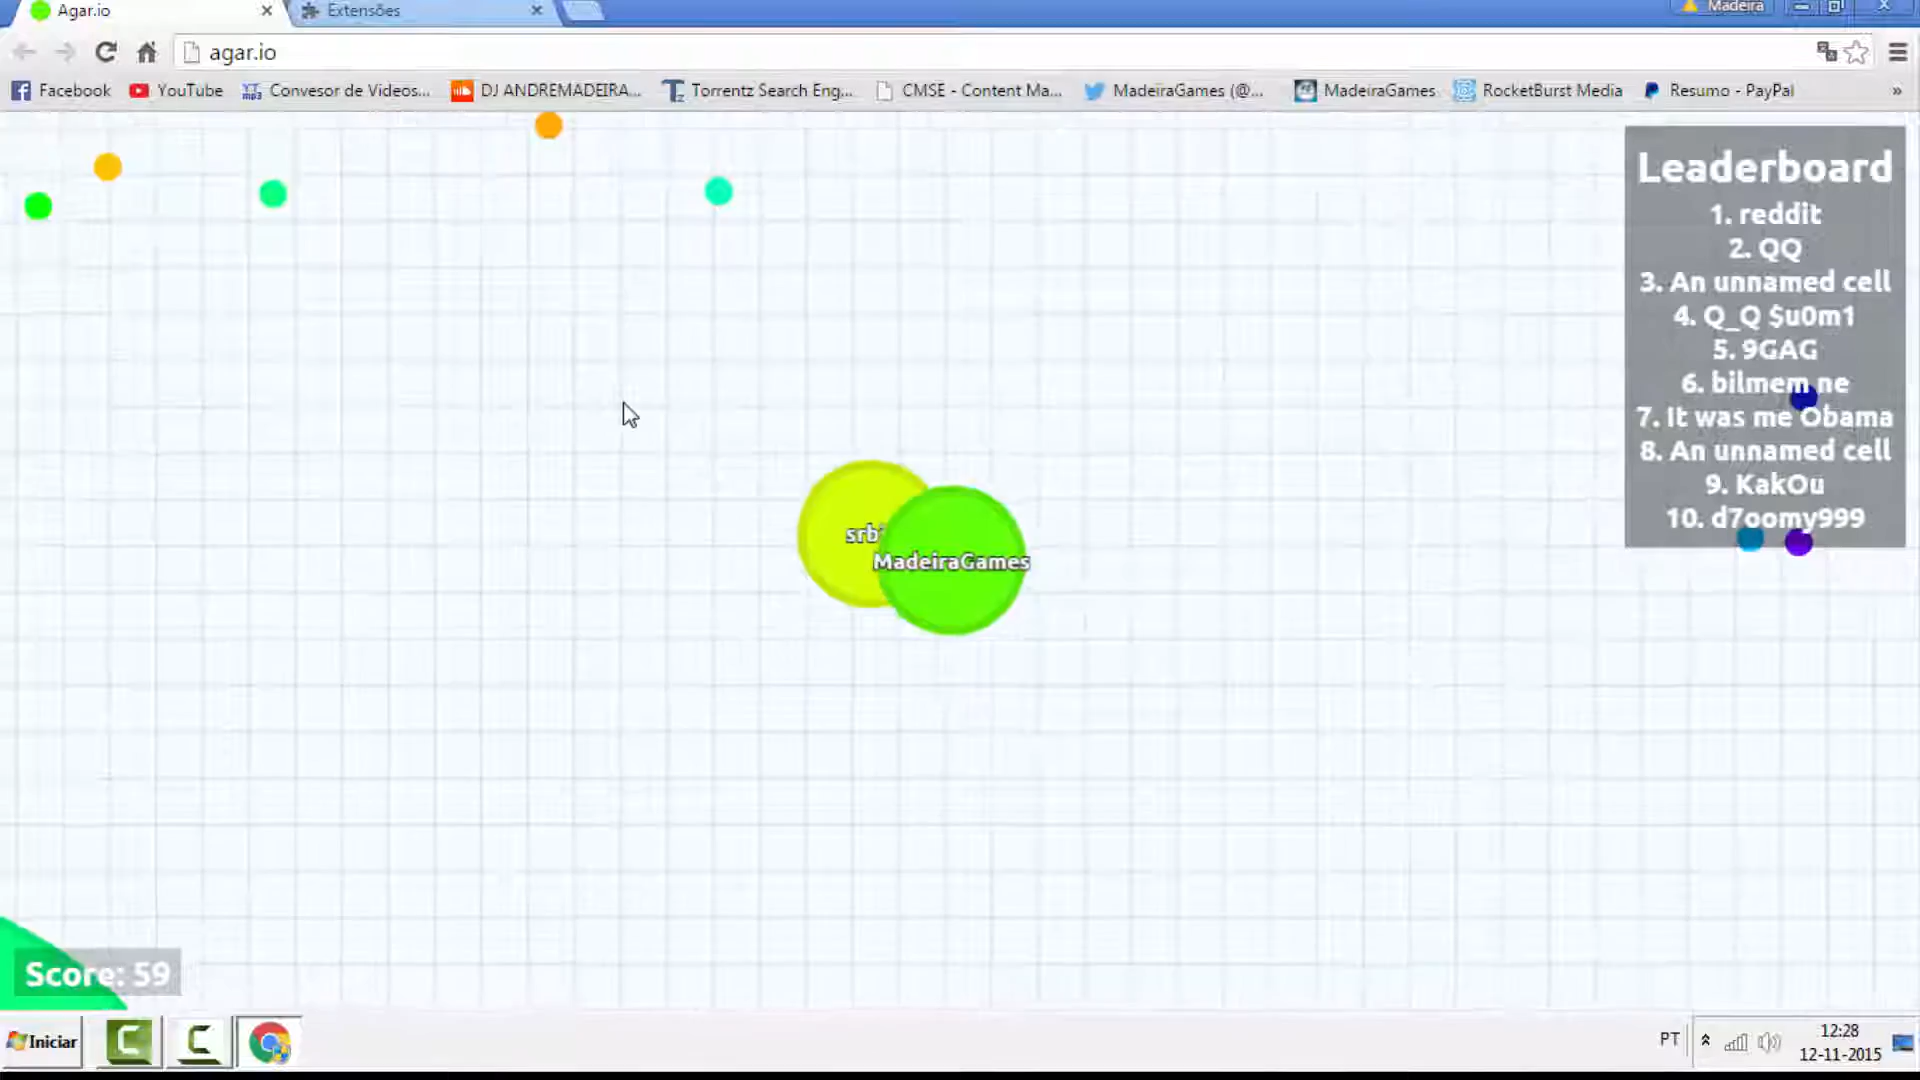 Agar.io
Extensões
Madeira
agar.io
Facebook
YouTube
Convesor de Videos...
DJ ANDREMADEIRA...
Torrentz Search Eng...
CMSE - Content Ma...
MadeiraGames (@...
MadeiraGames
RocketBurst Media
Resumo - PayPal
»
Leaderboard
1. reddit
2. QQ
3. An unnamed cell
4. Q_Q $u0m1
5. 9GAG
6. bilmem ne
7. It was me Obama
8. An unnamed cell
9. KakOu
10. d7oomy999
MadeiraGames
Score: 59
Iniciar
PT
12:28
12-11-2015